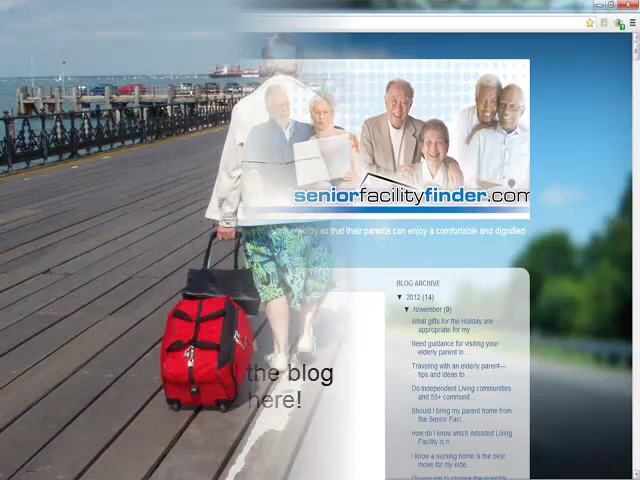 seniorfacilityfinder.com
facility so that their parents can enjoy a comfortable and dignified
BLOG ARCHIVE
▼ 2012 (14)
▼ November (9)
What gifts for the Holiday are
appropriate for my ...
Need guidance for visiting your
elderly parent in ...
Traveling with an elderly parent—
tips and ideas to...
Do Independent Living communities
and 55+ communit...
Should I bring my parent home from
the Senior Faci...
How do I know which Assisted Living
Facility is ri...
I know a nursing home is the best
move for my elde...
the blog
here!